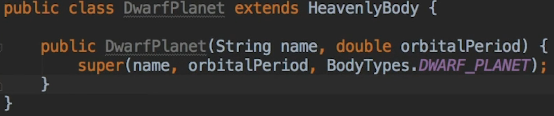 public class DwarfPlanet extends HeavenlyBody {
public DwarfPlanet(String name, double orbitalPeriod) {
super(name, orbitalPeriod, BodyTypes.DWARF_PLANET);
}
}